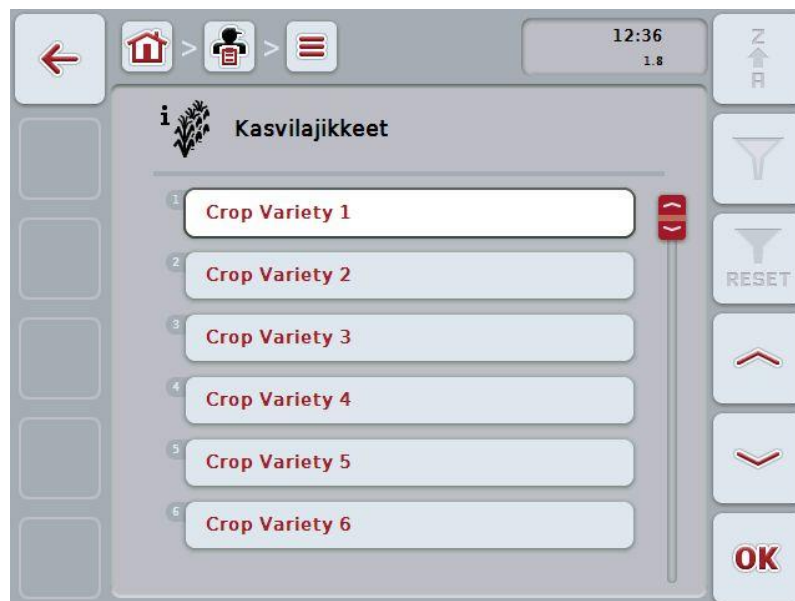 12:36
1.8
Z
A
i
Kasvilajikkeet
1
Crop Variety 1
2
Crop Variety 2
RESET
3
Crop Variety 3
4
Crop Variety 4
5
Crop Variety 5
6
Crop Variety 6
OK